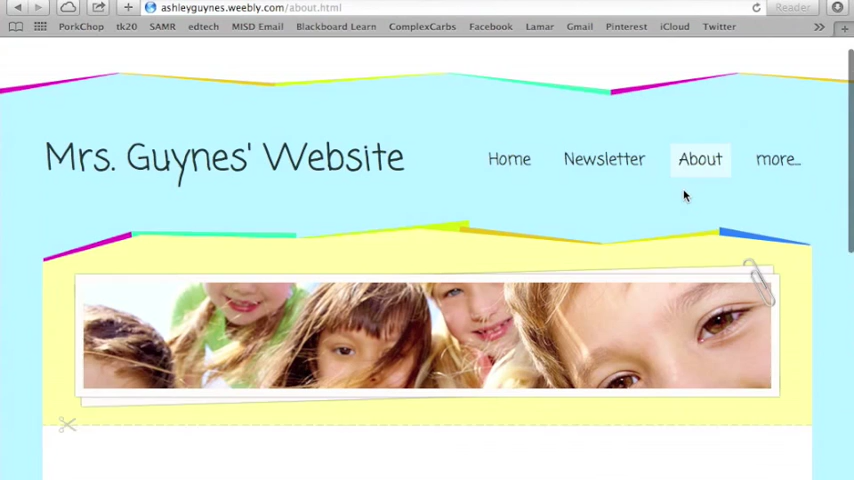 ashleyguynes.weebly.com/about.html
Reader
PorkChop tk20 SAMR edtech MISD Email Blackboard Learn ComplexCarbs Facebook Lamar Gmail Pinterest iCloud Twitter
Mrs. Guynes' Website
Home Newsletter About more...